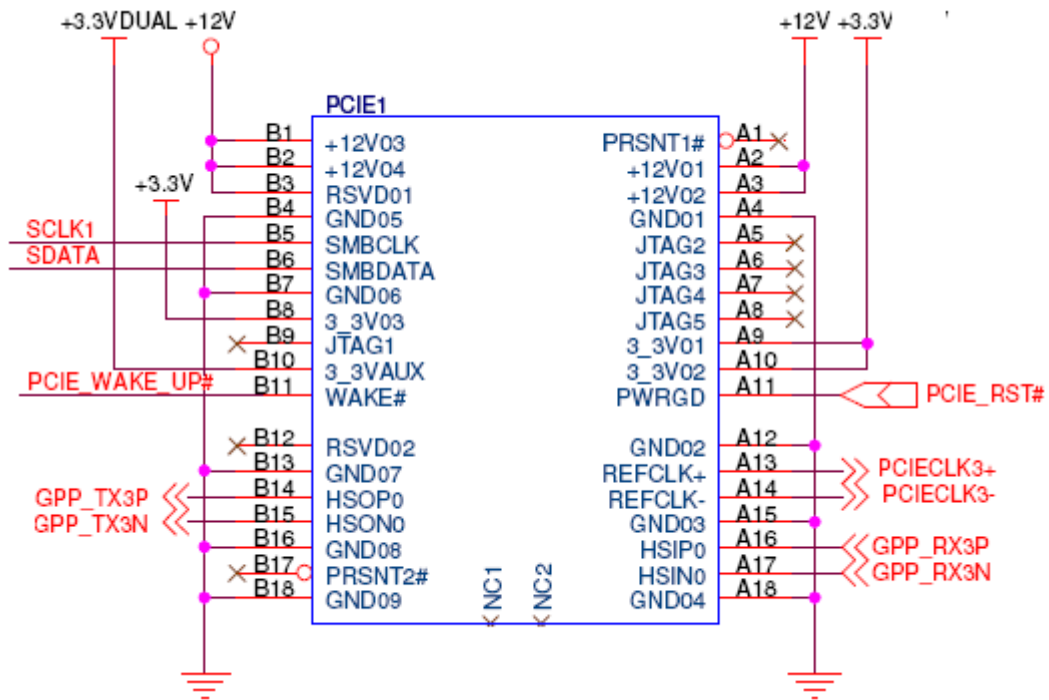 +3.3VDUAL +12V
+12V +3.3V
PCIE1
B1 +12V03 PRSNT1# A1
B2 +12V04 +12V01 A2
B3 RSVD01 +12V02 A3
+3.3V
B4 GND05 GND01 A4
SCLK1 B5 SMBCLK JTAG2 A5
SDATA B6 SMBDATA JTAG3 A6
B7 GND06 JTAG4 A7
B8 3_3V03 JTAG5 A8
B9 JTAG1 3_3V01 A9
B10 3_3VAUX 3_3V02 A10
PCIE_WAKE_UP# B11 WAKE# PWRGD A11 PCIE_RST#
B12 RSVD02 GND02 A12
B13 GND07 REFCLK+ A13 PCIECLK3+
GPP_TX3P B14 HSOP0 REFCLK- A14 PCIECLK3-
GPP_TX3N B15 HSON0 GND03 A15
B16 GND08 HSIP0 A16 GPP_RX3P
B17 PRSNT2# HSIN0 A17 GPP_RX3N
B18 GND09 GND04 A18
NC1
NC2